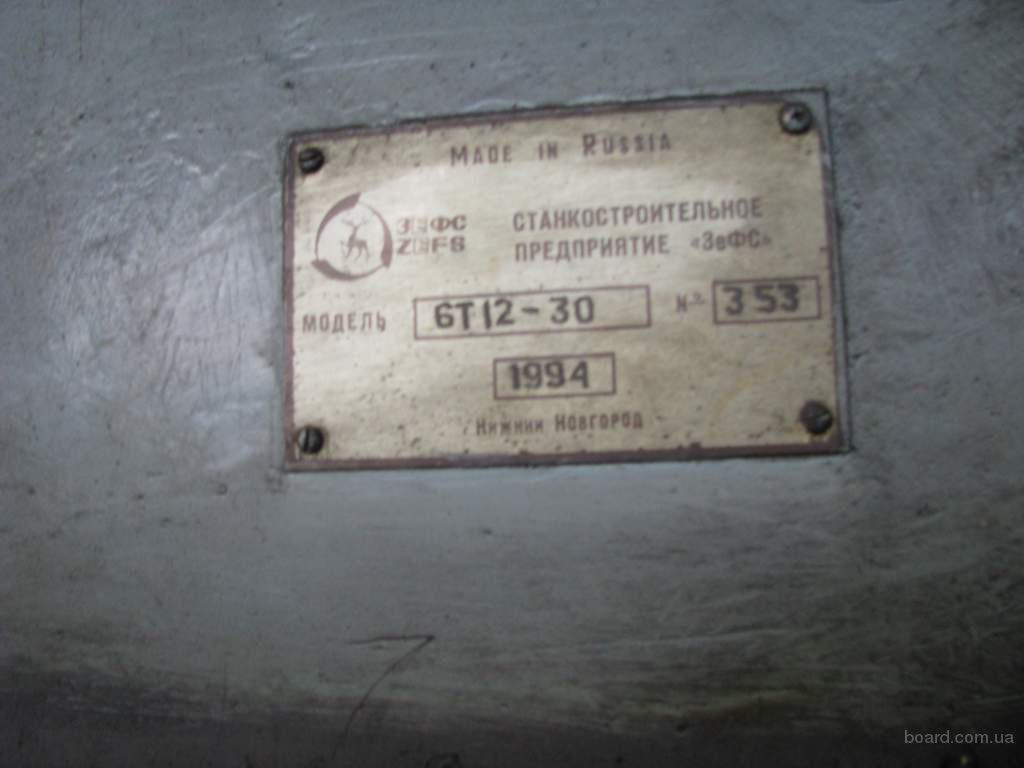 MADE IN RUSSIA
ЗеФС
ZEFS
СТАНКОСТРОИТЕЛЬНОЕ
ПРЕДПРИЯТИЕ «ЗеФС»
МОДЕЛЬ 6Т12-30 № 353
1994
НИЖНИЙ НОВГОРОД
board.com.ua